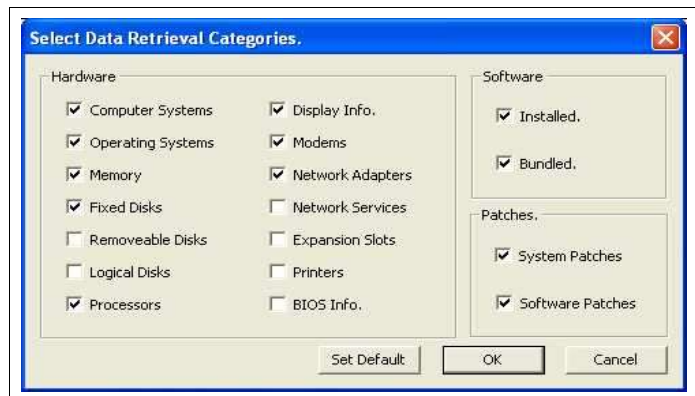 Select Data Retrieval Categories.
Hardware
Computer Systems
Operating Systems
Memory
Fixed Disks
Removeable Disks
Logical Disks
Processors
Display Info.
Modems
Network Adapters
Network Services
Expansion Slots
Printers
BIOS Info.
Software
Installed.
Bundled.
Patches.
System Patches
Software Patches
Set Default
OK
Cancel